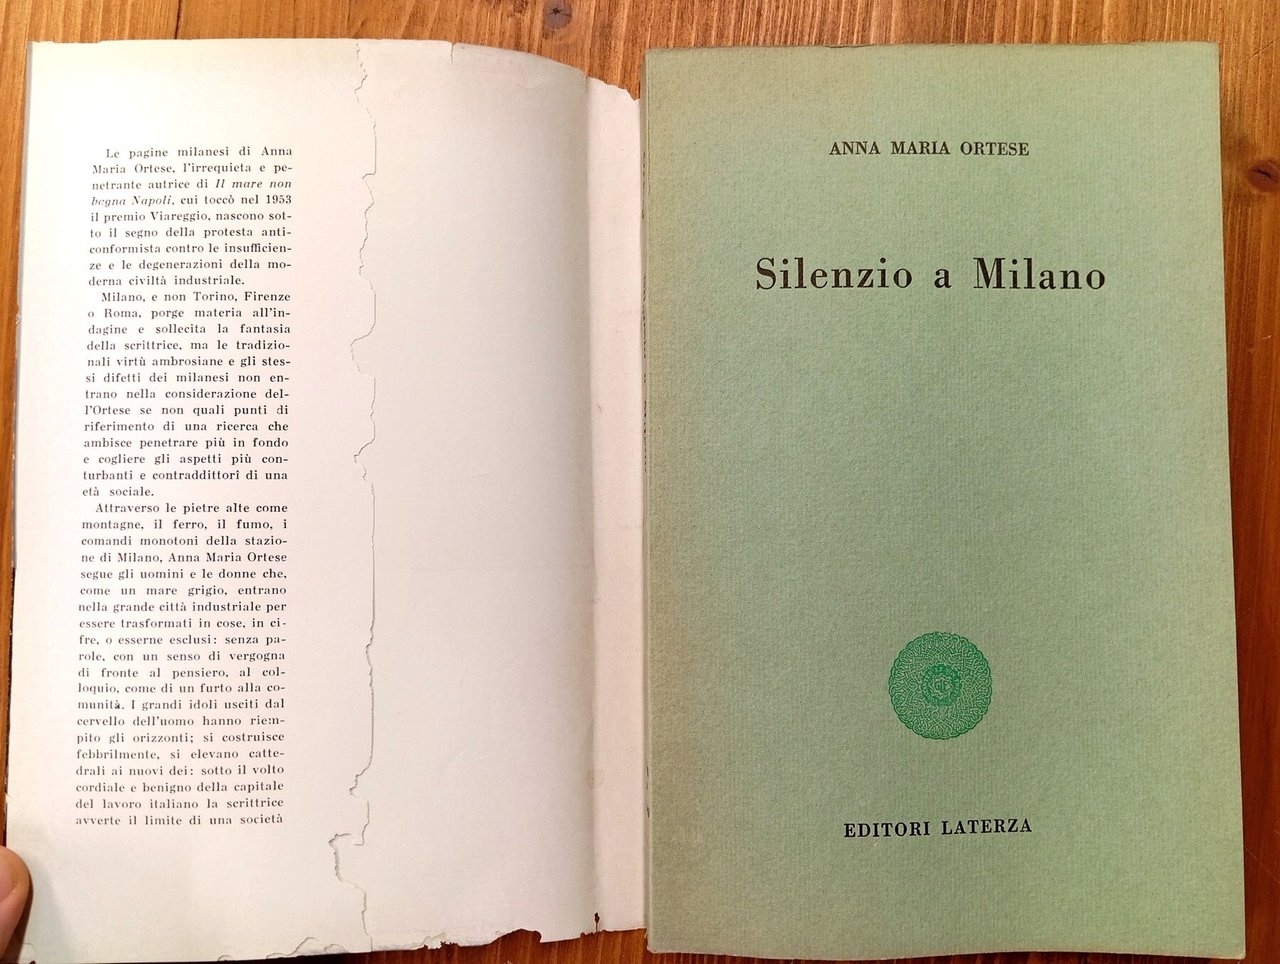 Le pagine milanesi di Anna
Maria Ortese, l'irrequieta e pe-
netrante autrice di Il mare non
bagna Napoli, cui toccò nel 1953
il premio Viareggio, nascono sot-
to il segno della protesta anti-
conformista contro le insufficien-
ze e le degenerazioni della mo-
derna civiltà industriale.
Milano, e non Torino, Firenze
o Roma, porge materia all'in-
dagine e sollecita la fantasia
della scrittrice, ma le tradizio-
nali virtù ambrosiane e gli stes-
si difetti dei milanesi non en-
trano nella considerazione del-
l'Ortese se non quali punti di
riferimento di una ricerca che
ambisce penetrare più in fondo
e cogliere gli aspetti più con-
turbanti e contraddittori di una
età sociale.
Attraverso le pietre alte come
montagne, il ferro, il fumo, i
comandi monotoni della stazio-
ne di Milano, Anna Maria Ortese
segue gli uomini e le donne che,
come un mare grigio, entrano
nella grande città industriale per
essere trasformati in cose, in ci-
fre, o esserne esclusi: senza pa-
role, con un senso di vergogna
di fronte al pensiero, al col-
loquio, come di un furto alla co-
munità. I grandi idoli usciti dal
cervello dell'uomo hanno riem-
pito gli orizzonti; si costruisce
febbrilmente, si elevano catte-
drali ai nuovi dei: sotto il volto
cordiale e benigno della capitale
del lavoro italiano la scrittrice
avverte il limite di una società
ANNA MARIA ORTESE
Silenzio a Milano
EDITORI LATERZA